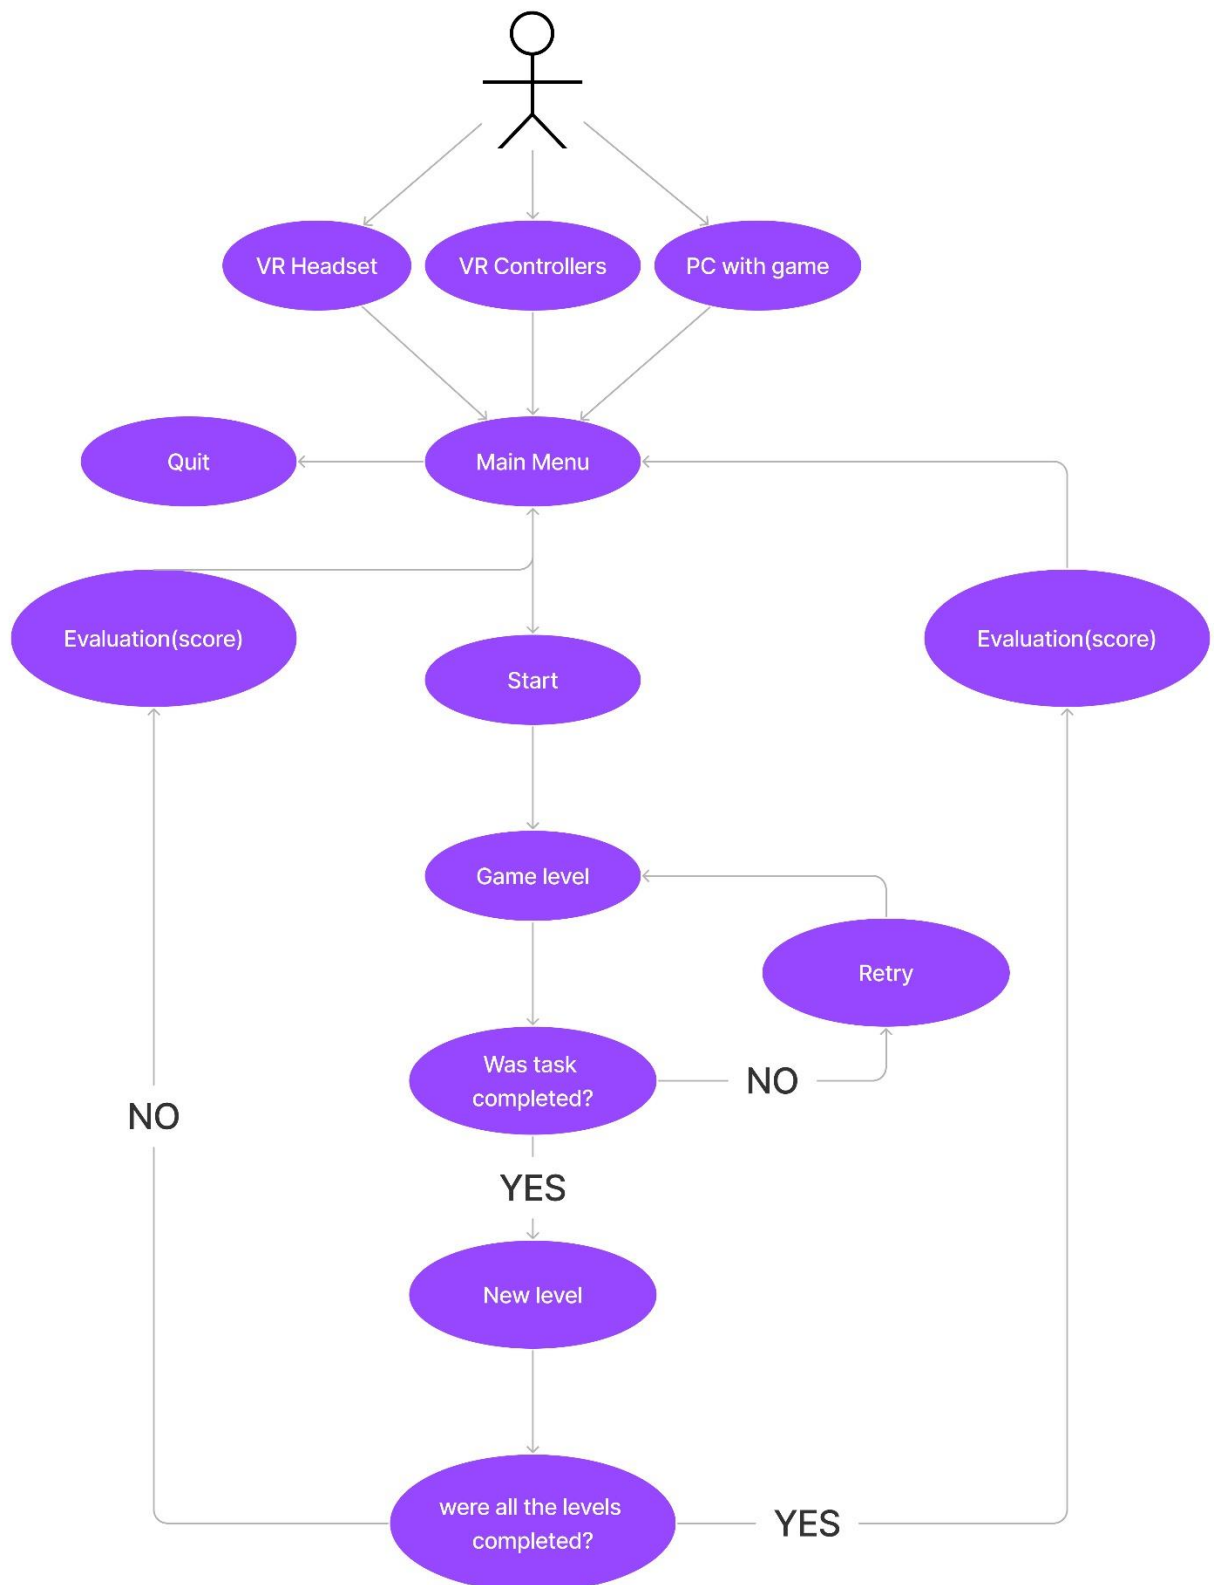 VR Headset
VR Controllers
PC with game
Quit
Main Menu
Evaluation(score)
Evaluation(score)
Start
Game level
Retry
Was task
completed?
NO
NO
YES
New level
were all the levels
completed?
YES